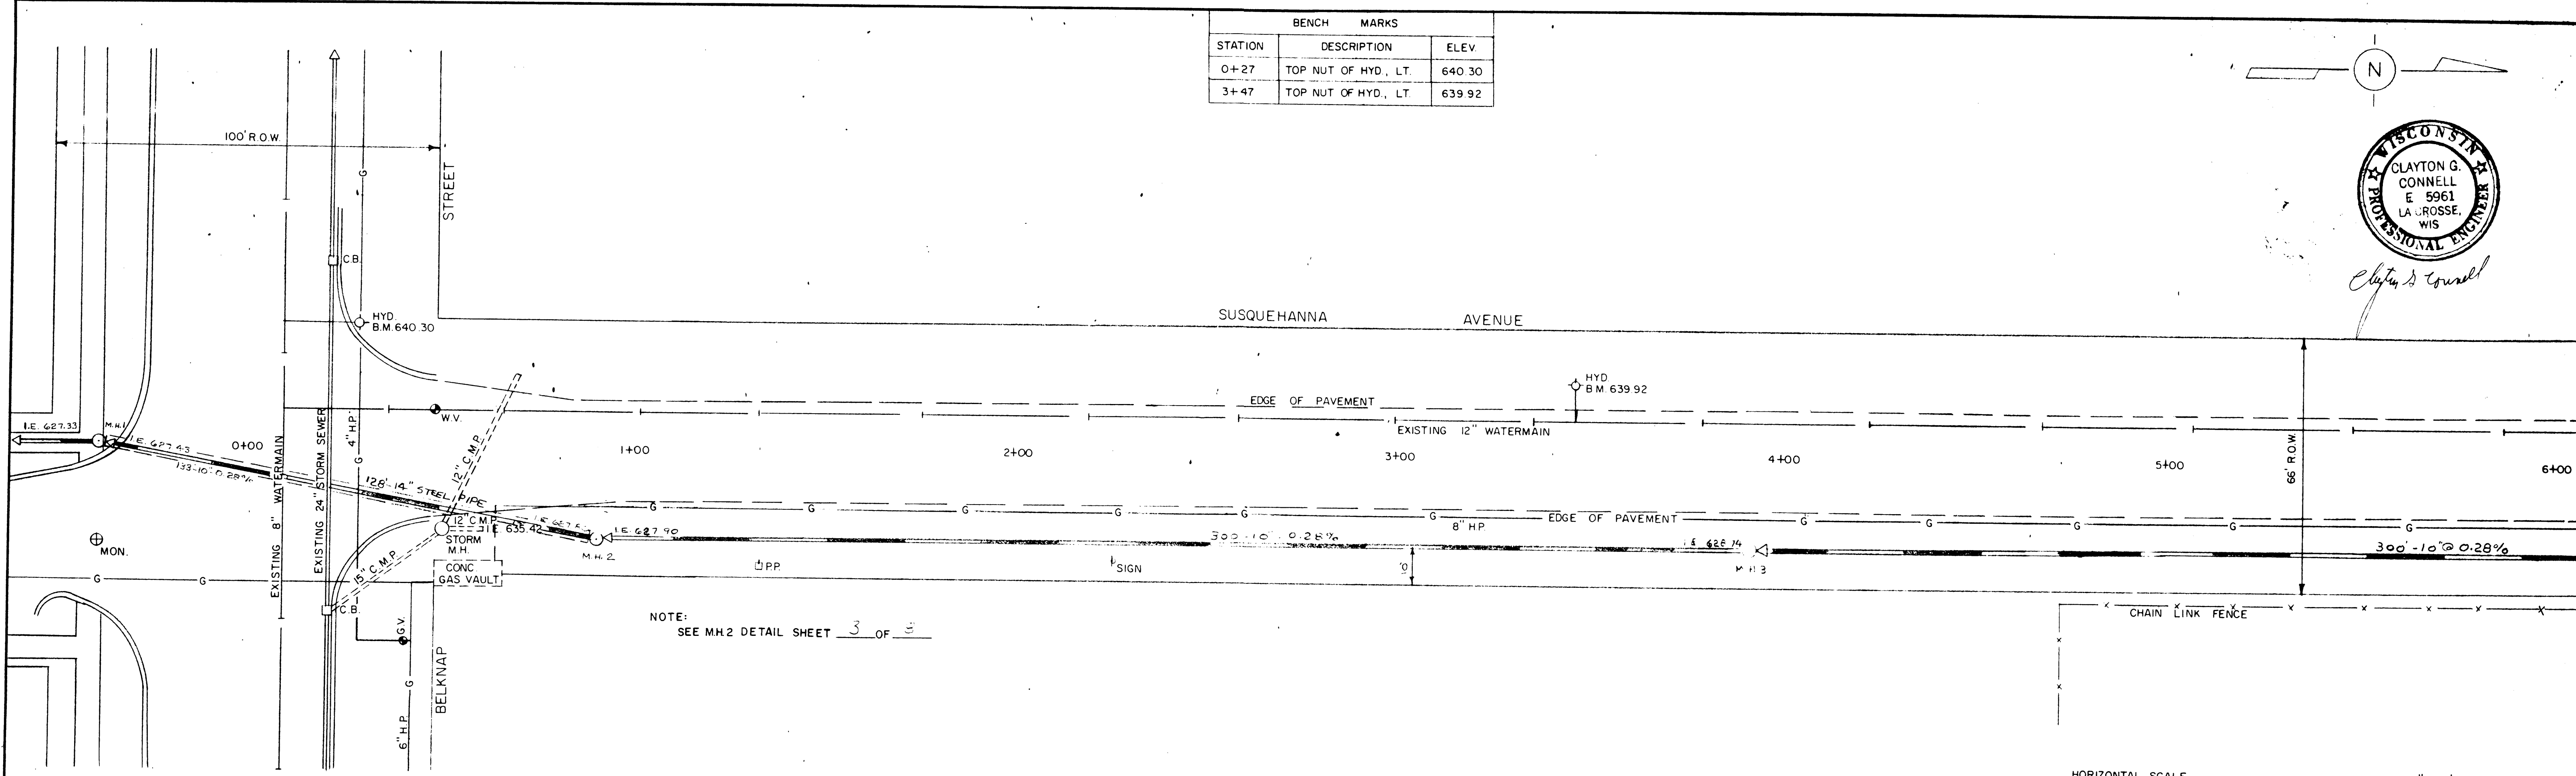 BENCH MARKS
STATION DESCRIPTION ELEV.
0+27 TOP NUT OF HYD., LT. 640.30
3+47 TOP NUT OF HYD., LT. 639.92
N
WISCONSIN
CLAYTON G.
CONNELL
E 5961
LA CROSSE,
WIS
PROFESSIONAL ENGINEER
100' R.O.W.
STREET
G
C.B.
HYD.
B.M. 640.30
SUSQUEHANNA AVENUE
HYD
B.M. 639.92
EDGE OF PAVEMENT
W.V.
EXISTING 12" WATERMAIN
I.E. 627.33
M.H.1
I.E. 627.43
133-10" 0.28%
0+00
1+00
2+00
3+00
4+00
5+00
6+00
66' R.O.W.
EXISTING 8" WATERMAIN
EXISTING 24" STORM SEWER
4" H.P.
G
12" C.M.P.
128'-14" STEEL PIPE
12" C.M.P.
I.E. 635.42
I.E. 627.90
M.H.2
STORM
M.H.
15" C.M.P.
CONC.
GAS VAULT
G G G G G G G G G G G
8" H.P.
EDGE OF PAVEMENT
300'-10" 0.28%
I.E. 628.74
M.H.3
300'-10" @ 0.28%
MON.
G G
P.P.
SIGN
C.B.
G.V.
G
6" H.P.
BELKNAP
CHAIN LINK FENCE
NOTE:
SEE M.H.2 DETAIL SHEET 3 OF
HORIZONTAL SCALE